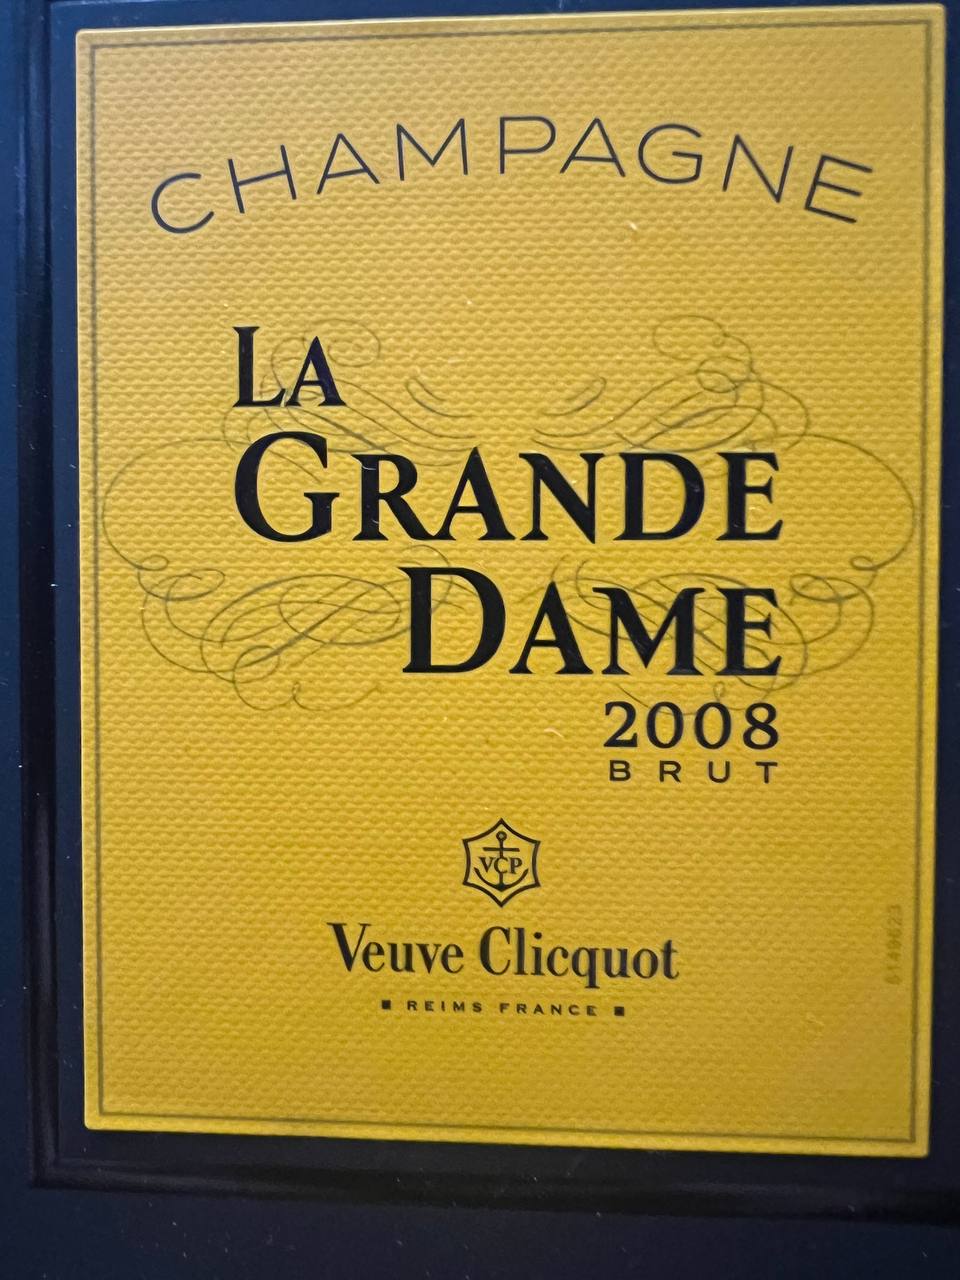 CHAMPAGNE
LA
GRANDE
DAME
2008
BRUT
VCP
Veuve Clicquot
▪ REIMS FRANCE ▪